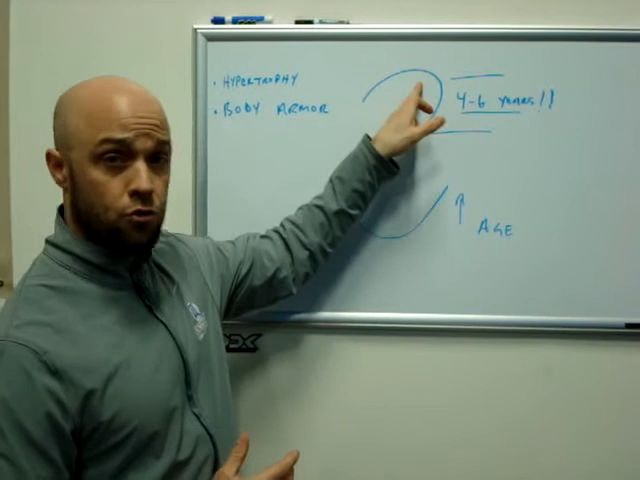 • HYPERTROPHY
• BODY ARMOR
4-6 YEARS!!
↑ AGE